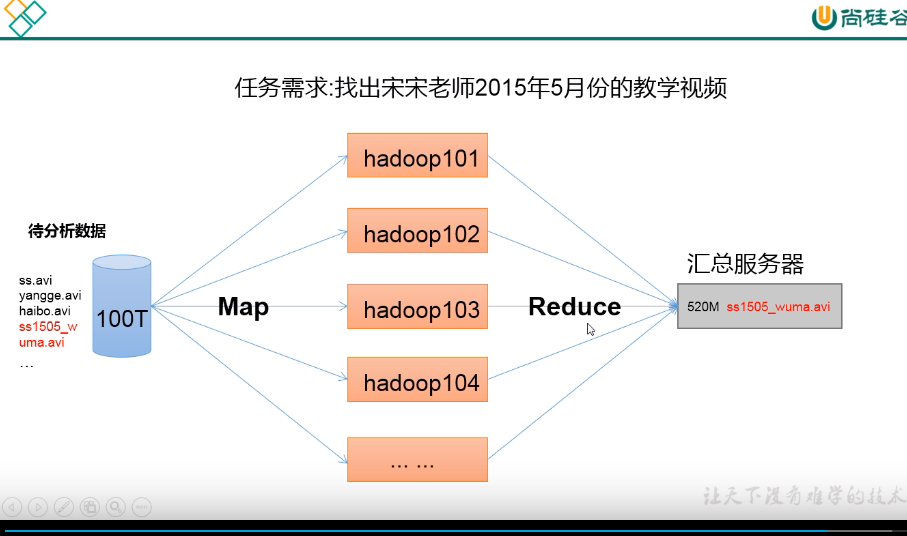 尚硅谷
任务需求:找出宋宋老师2015年5月份的教学视频
待分析数据
ss.avi
yangge.avi
haibo.avi
ss1505_w
uma.avi
…
100T
Map
hadoop101
hadoop102
hadoop103
hadoop104
… …
Reduce
汇总服务器
520M ss1505_wuma.avi
让天下没有难学的技术